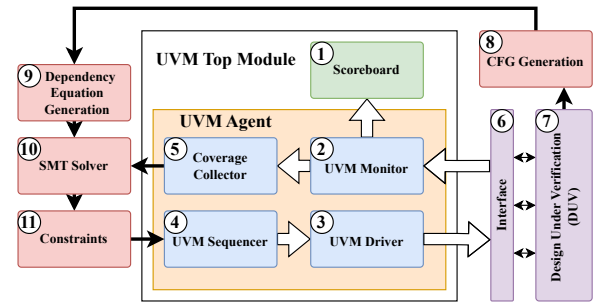 UVM Top Module
1
Scoreboard
8
CFG Generation
9
Dependency
Equation
Generation
UVM Agent
10
SMT Solver
5
Coverage
Collector
2
UVM Monitor
6
Interface
7
Design Under Verification
(DUV)
11
Constraints
4
UVM Sequencer
3
UVM Driver